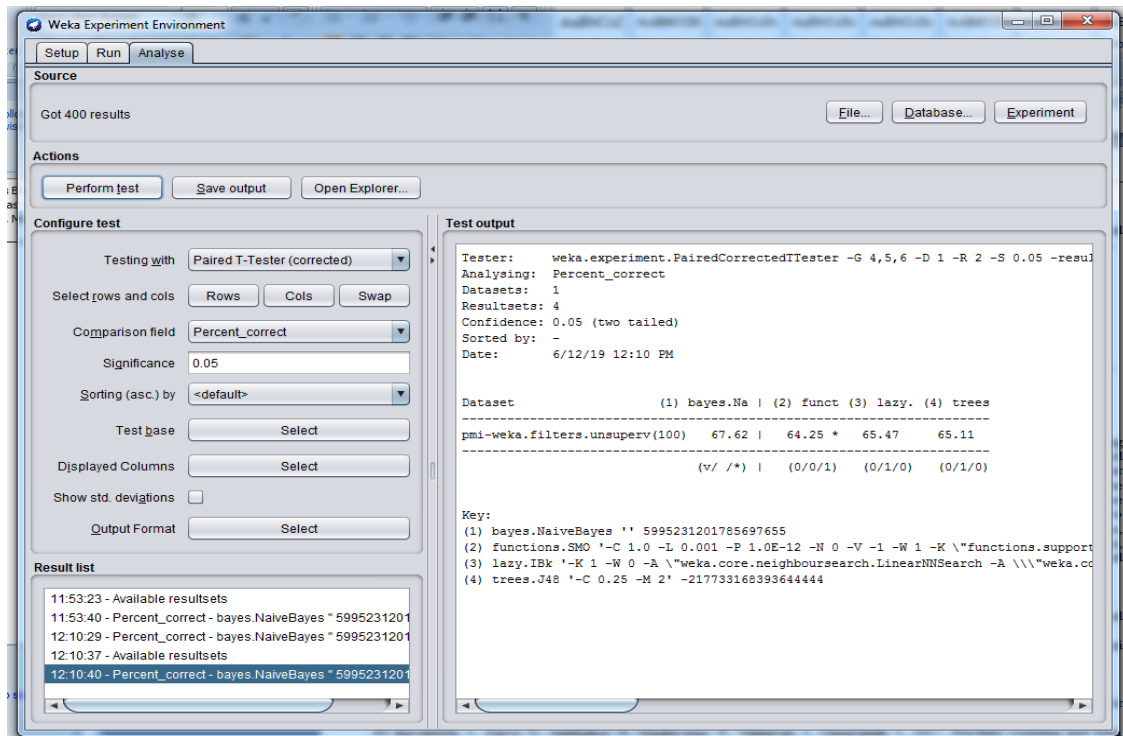 Weka Experiment Environment
Setup Run Analyse
Source
Got 400 results File... Database... Experiment
Actions
Perform test Save output Open Explorer...
Configure test
Testing with Paired T-Tester (corrected)
Select rows and cols Rows Cols Swap
Comparison field Percent_correct
Significance 0.05
Sorting (asc.) by <default>
Test base Select
Displayed Columns Select
Show std. deviations
Output Format Select
Result list
11:53:23 - Available resultsets
11:53:40 - Percent_correct - bayes.NaiveBayes '' 5995231201
12:10:29 - Percent_correct - bayes.NaiveBayes '' 5995231201
12:10:37 - Available resultsets
12:10:40 - Percent_correct - bayes.NaiveBayes '' 5995231201
Test output
Tester: weka.experiment.PairedCorrectedTTester -G 4,5,6 -D 1 -R 2 -S 0.05 -resul
Analysing: Percent_correct
Datasets: 1
Resultsets: 4
Confidence: 0.05 (two tailed)
Sorted by: -
Date: 6/12/19 12:10 PM
Dataset (1) bayes.Na | (2) funct (3) lazy. (4) trees
--------------------------------------------------------------------------
pmi-weka.filters.unsuperv(100) 67.62 | 64.25 * 65.47 65.11
--------------------------------------------------------------------------
(v/ /*) | (0/0/1) (0/1/0) (0/1/0)
Key:
(1) bayes.NaiveBayes '' 5995231201785697655
(2) functions.SMO '-C 1.0 -L 0.001 -P 1.0E-12 -N 0 -V -1 -W 1 -K \"functions.support
(3) lazy.IBk '-K 1 -W 0 -A \"weka.core.neighboursearch.LinearNNSearch -A \\\"weka.co
(4) trees.J48 '-C 0.25 -M 2' -217733168393644444